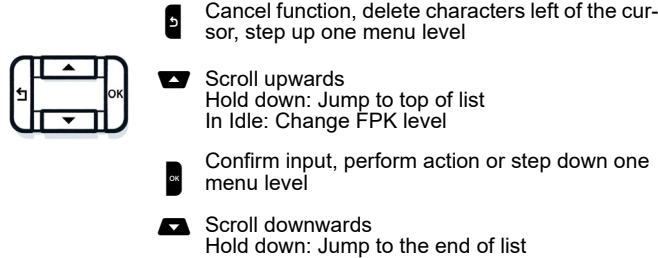 Cancel function, delete characters left of the cur-
sor, step up one menu level
Scroll upwards
Hold down: Jump to top of list
In Idle: Change FPK level
OK
OK
Confirm input, perform action or step down one
menu level
Scroll downwards
Hold down: Jump to the end of list